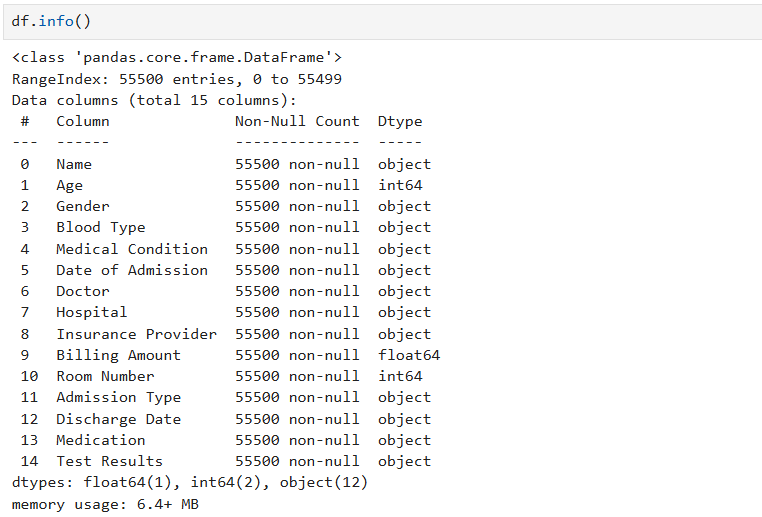 df.info()
<class 'pandas.core.frame.DataFrame'>
RangeIndex: 55500 entries, 0 to 55499
Data columns (total 15 columns):
 #   Column              Non-Null Count  Dtype
---  ------              --------------  -----
 0   Name                55500 non-null  object
 1   Age                 55500 non-null  int64
 2   Gender              55500 non-null  object
 3   Blood Type          55500 non-null  object
 4   Medical Condition   55500 non-null  object
 5   Date of Admission   55500 non-null  object
 6   Doctor              55500 non-null  object
 7   Hospital            55500 non-null  object
 8   Insurance Provider  55500 non-null  object
 9   Billing Amount      55500 non-null  float64
 10  Room Number         55500 non-null  int64
 11  Admission Type      55500 non-null  object
 12  Discharge Date      55500 non-null  object
 13  Medication          55500 non-null  object
 14  Test Results        55500 non-null  object
dtypes: float64(1), int64(2), object(12)
memory usage: 6.4+ MB